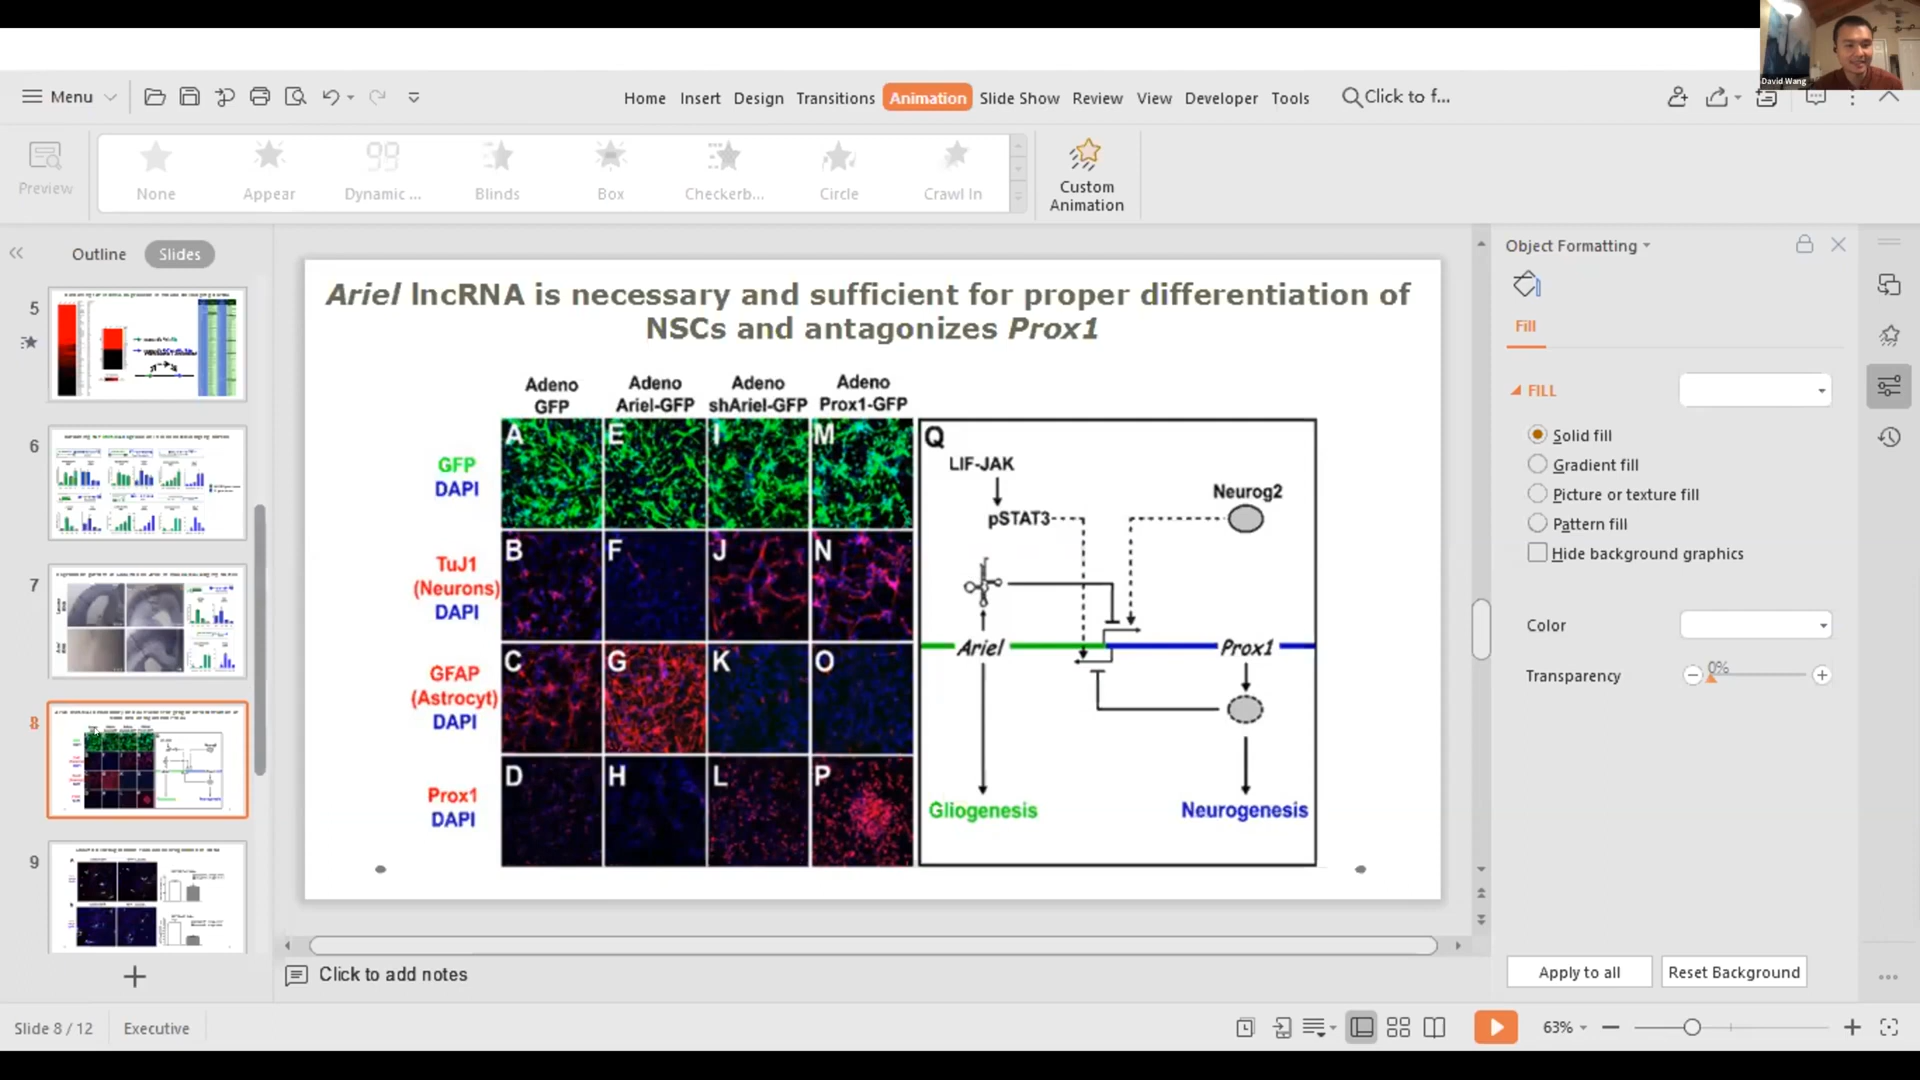 David Wang
Menu
Home Insert Design Transitions Animation Slide Show Review View Developer Tools Click to f...
Preview
None Appear Dynamic ... Blinds Box Checkerb... Circle Crawl In
Custom
Animation
Outline Slides
5
6
7
8
9
Ariel lncRNA is necessary and sufficient for proper differentiation of
NSCs and antagonizes Prox1
Adeno
GFP
Adeno
Ariel-GFP
Adeno
shAriel-GFP
Adeno
Prox1-GFP
GFP
DAPI
A E I M
TuJ1
(Neurons)
DAPI
B F J N
GFAP
(Astrocyt)
DAPI
C G K O
Prox1
DAPI
D H L P
Q
LIF-JAK
pSTAT3
Neurog2
Ariel
Prox1
Gliogenesis
Neurogenesis
Click to add notes
Object Formatting
Fill
FILL
Solid fill
Gradient fill
Picture or texture fill
Pattern fill
Hide background graphics
Color
Transparency
0%
Apply to all
Reset Background
Slide 8 / 12
Executive
63%